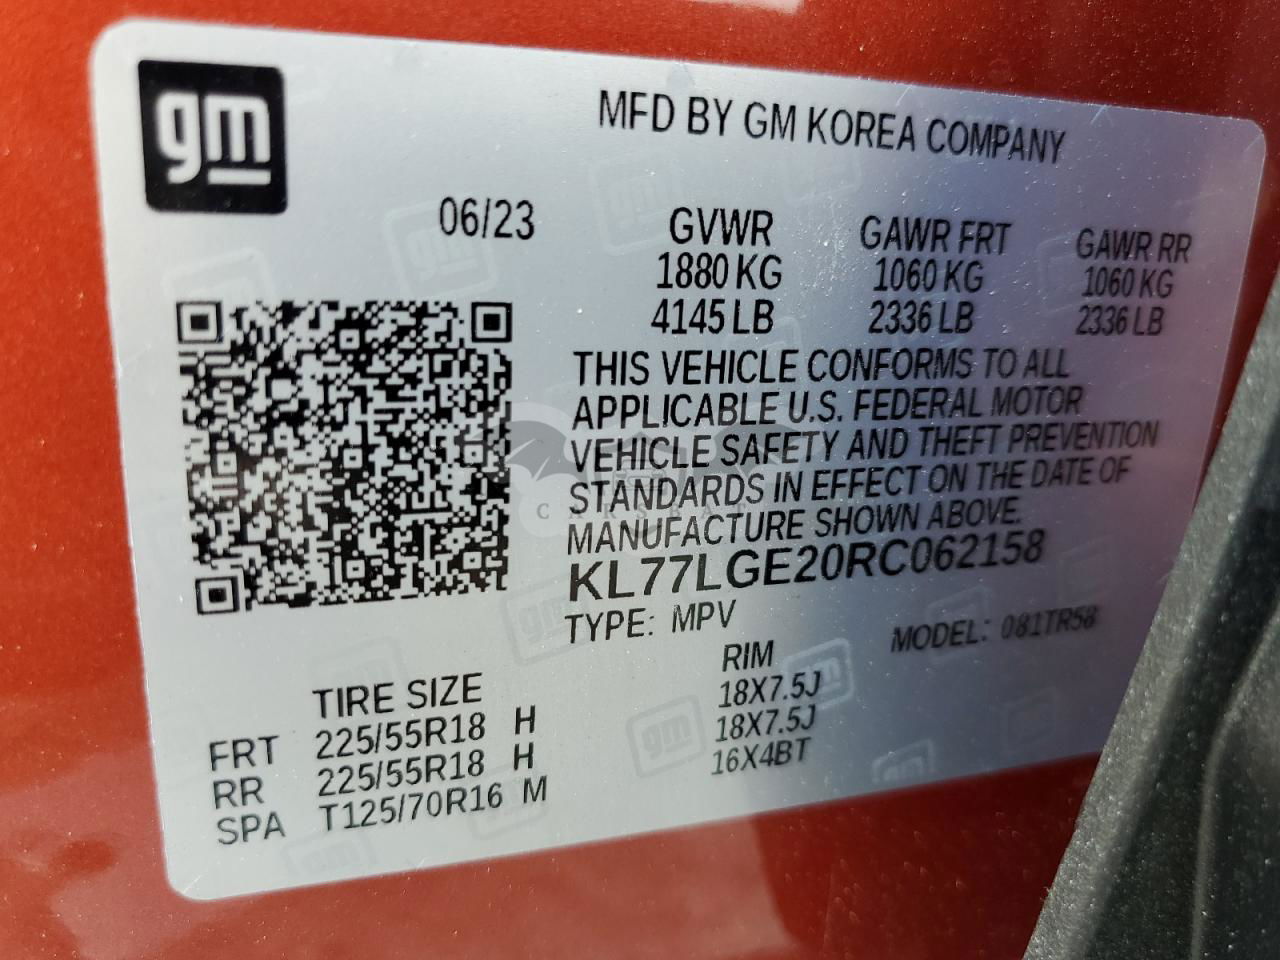 gm
MFD BY GM KOREA COMPANY
06/23 GVWR GAWR FRT GAWR RR
1880 KG 1060 KG 1060 KG
4145 LB 2336 LB 2336 LB
THIS VEHICLE CONFORMS TO ALL
APPLICABLE U.S. FEDERAL MOTOR
VEHICLE SAFETY AND THEFT PREVENTION
STANDARDS IN EFFECT ON THE DATE OF
MANUFACTURE SHOWN ABOVE.
KL77LGE20RC062158
TYPE: MPV MODEL: 081TR58
TIRE SIZE RIM
FRT 225/55R18 H 18X7.5J
RR 225/55R18 H 18X7.5J
SPA T125/70R16 M 16X4BT